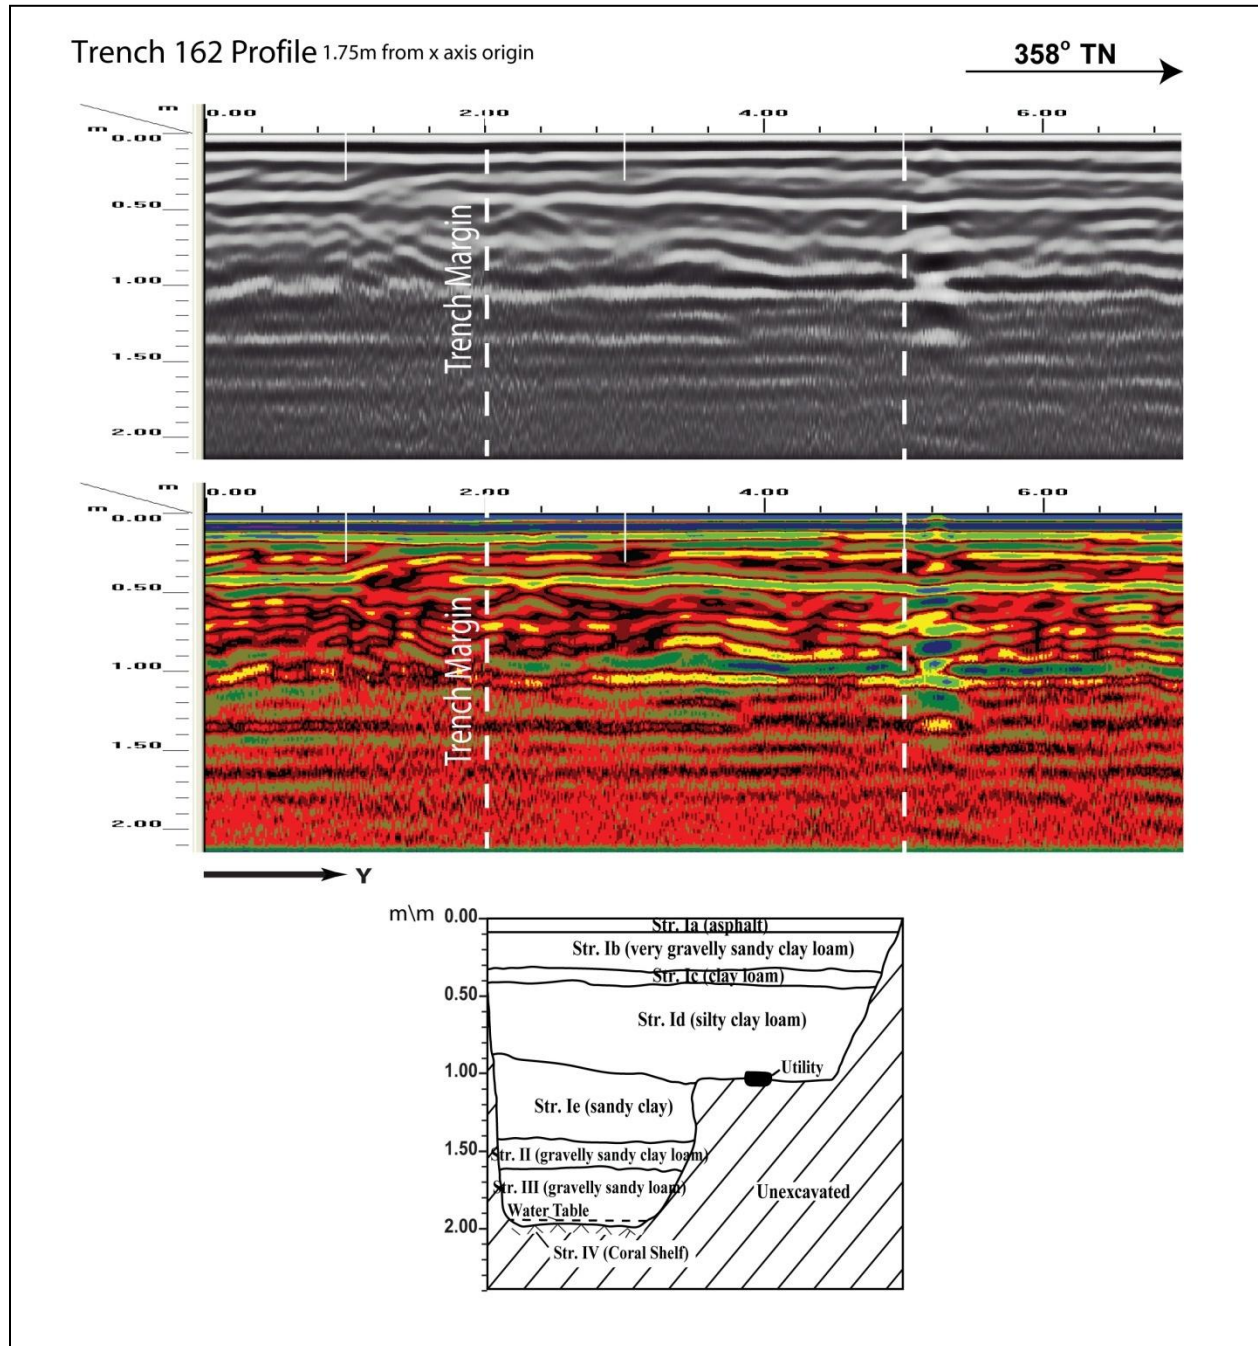 Trench 162 Profile 1.75m from x axis origin
358° TN
m 0.00 2.00 4.00 6.00
m
0.00
0.50
1.00
1.50
2.00
Trench Margin
m 0.00 2.00 4.00 6.00
m
0.00
0.50
1.00
1.50
2.00
Trench Margin
Y
m\m 0.00
0.50
1.00
1.50
2.00
Str. Ia (asphalt)
Str. Ib (very gravelly sandy clay loam)
Str. Ic (clay loam)
Str. Id (silty clay loam)
Utility
Str. Ie (sandy clay)
Str. II (gravelly sandy clay loam)
Str. III (gravelly sandy loam)
Unexcavated
Water Table
Str. IV (Coral Shelf)